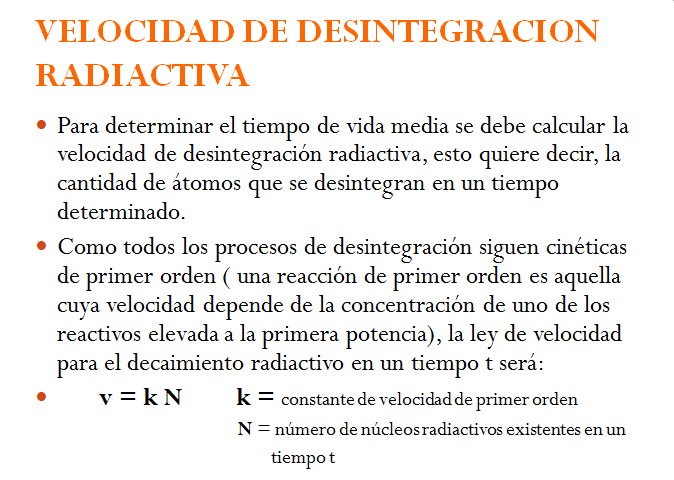 VELOCIDAD DE DESINTEGRACION
RADIACTIVA
• Para determinar el tiempo de vida media se debe calcular la
velocidad de desintegración radiactiva, esto quiere decir, la
cantidad de átomos que se desintegran en un tiempo
determinado.
• Como todos los procesos de desintegración siguen cinéticas
de primer orden ( una reacción de primer orden es aquella
cuya velocidad depende de la concentración de uno de los
reactivos elevada a la primera potencia), la ley de velocidad
para el decaimiento radiactivo en un tiempo t será:
• v = k N k = constante de velocidad de primer orden
N = número de núcleos radiactivos existentes en un
tiempo t